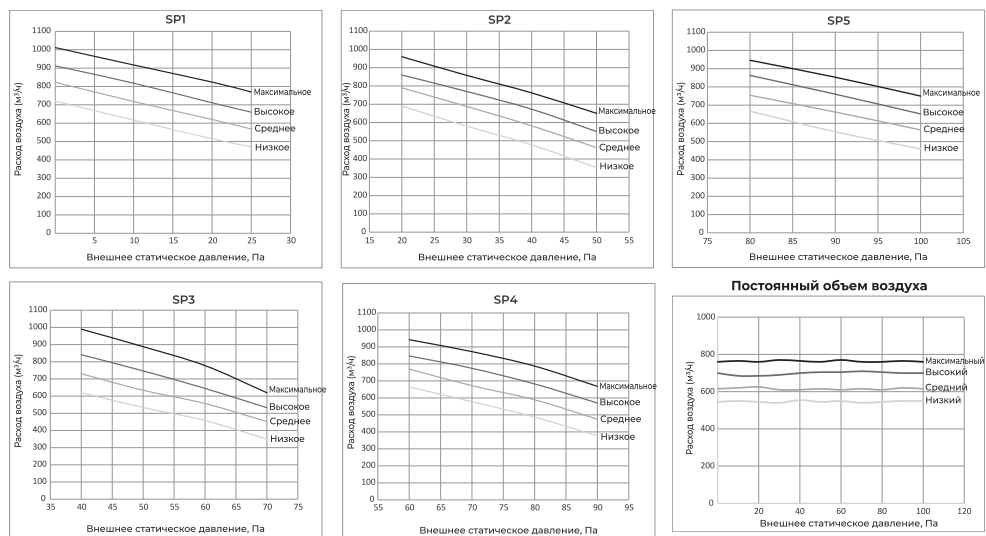 SP1
1100
1000
900
800
700
600
500
400
300
200
100
0
Расход воздуха (м³/ч)
Максимальное
Высокое
Среднее
Низкое
5 10 15 20 25 30
Внешнее статическое давление, Па
SP2
1100
1000
900
800
700
600
500
400
300
200
100
0
Расход воздуха (м³/ч)
Максимальное
Высокое
Среднее
Низкое
15 20 25 30 35 40 45 50 55
Внешнее статическое давление, Па
SP5
1100
1000
900
800
700
600
500
400
300
200
100
0
Расход воздуха (м³/ч)
Максимальное
Высокое
Среднее
Низкое
75 80 85 90 95 100 105
Внешнее статическое давление, Па
SP3
1100
1000
900
800
700
600
500
400
300
200
100
0
Расход воздуха (м³/ч)
Максимальное
Высокое
Среднее
Низкое
35 40 45 50 55 60 65 70 75
Внешнее статическое давление, Па
SP4
1100
1000
900
800
700
600
500
400
300
200
100
0
Расход воздуха (м³/ч)
Максимальное
Высокое
Среднее
Низкое
55 60 65 70 75 80 85 90 95
Внешнее статическое давление, Па
Постоянный объем воздуха
1000
800
600
400
200
0
Расход воздуха (м³/ч)
Максимальный
Высокий
Средний
Низкий
20 40 60 80 100 120
Внешнее статическое давление, Па